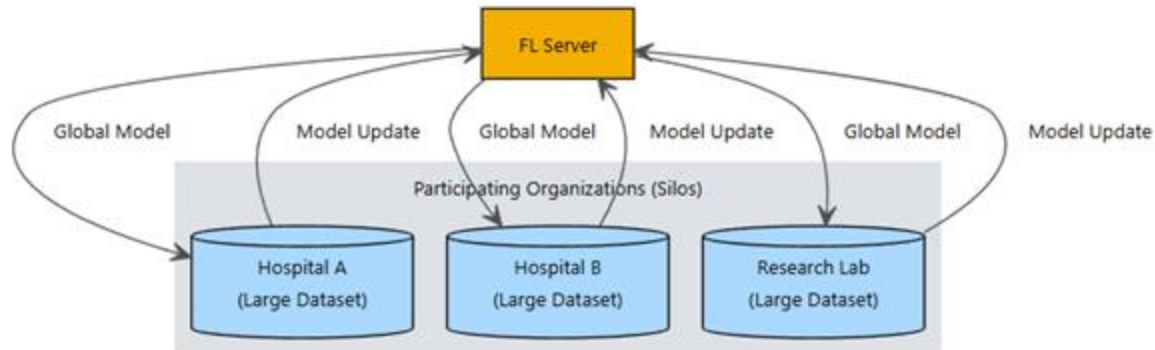 FL Server
Global Model
Model Update
Global Model
Model Update
Global Model
Model Update
Participating Organizations (Silos)
Hospital A
(Large Dataset)
Hospital B
(Large Dataset)
Research Lab
(Large Dataset)